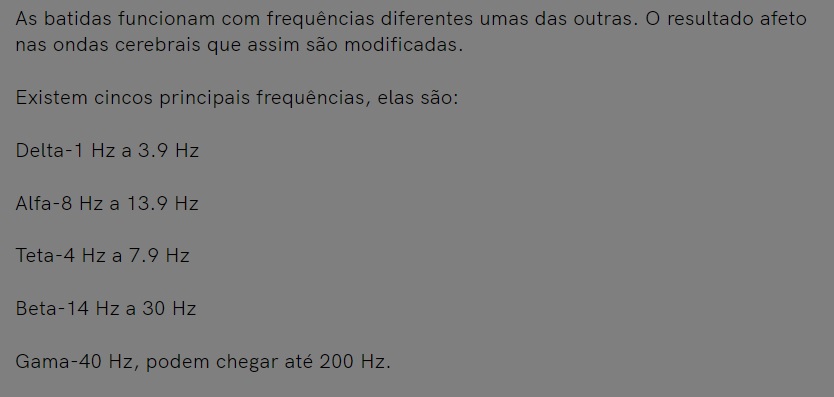 As batidas funcionam com frequências diferentes umas das outras. O resultado afeto
nas ondas cerebrais que assim são modificadas.
Existem cincos principais frequências, elas são:
Delta-1 Hz a 3.9 Hz
Alfa-8 Hz a 13.9 Hz
Teta-4 Hz a 7.9 Hz
Beta-14 Hz a 30 Hz
Gama-40 Hz, podem chegar até 200 Hz.